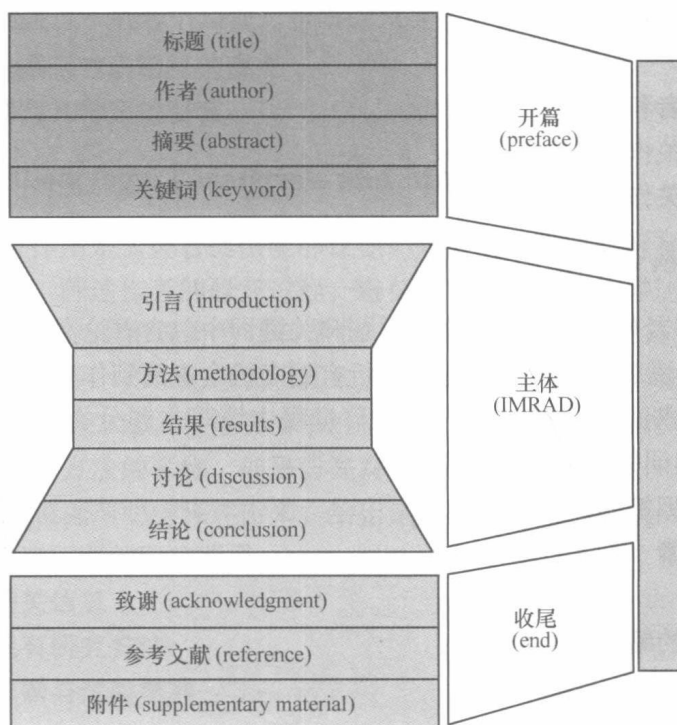 标题 (title)
作者 (author)
摘要 (abstract)
关键词 (keyword)
开篇
(preface)
引言 (introduction)
方法 (methodology)
结果 (results)
讨论 (discussion)
结论 (conclusion)
主体
(IMRAD)
致谢 (acknowledgment)
参考文献 (reference)
附件 (supplementary material)
收尾
(end)